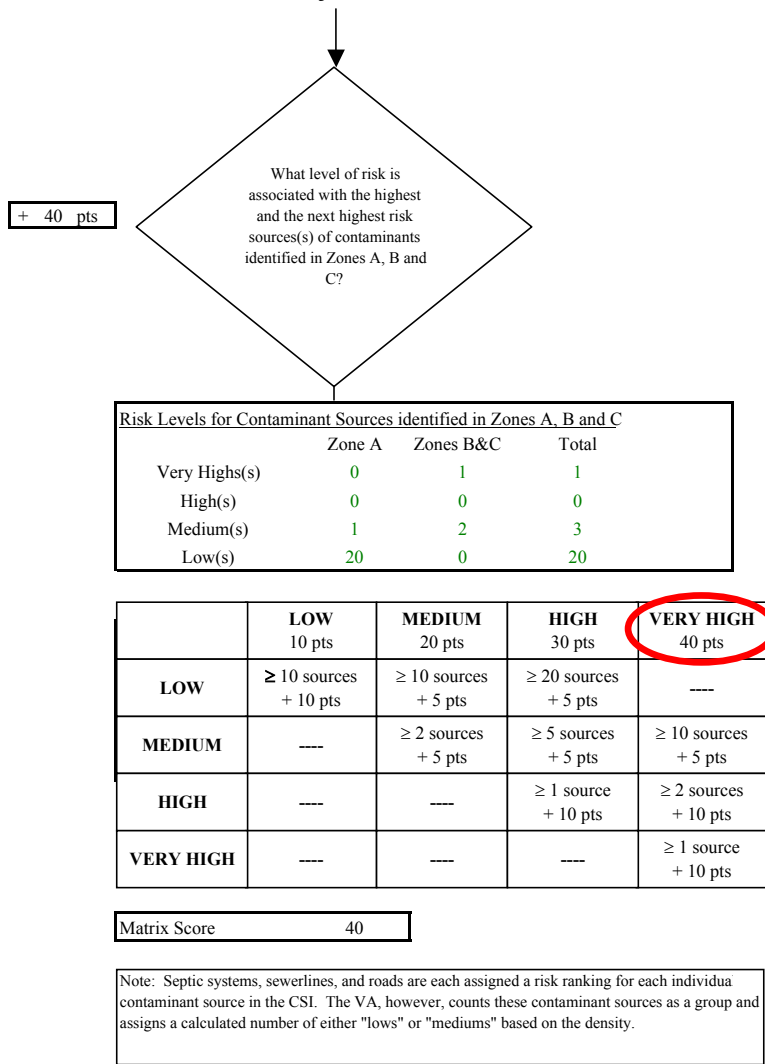 What level of risk is
associated with the highest
and the next highest risk
sources(s) of contaminants
identified in Zones A, B and
C?
+ 40 pts
Risk Levels for Contaminant Sources identified in Zones A, B and C
Zone A Zones B&C Total
Very Highs(s) 0 1 1
High(s) 0 0 0
Medium(s) 1 2 3
Low(s) 20 0 20
LOW MEDIUM HIGH VERY HIGH
10 pts 20 pts 30 pts 40 pts
LOW ≥ 10 sources ≥ 10 sources ≥ 20 sources ----
+ 10 pts + 5 pts + 5 pts
MEDIUM ---- ≥ 2 sources ≥ 5 sources ≥ 10 sources
+ 5 pts + 5 pts + 5 pts
HIGH ---- ---- ≥ 1 source ≥ 2 sources
+ 10 pts + 10 pts
VERY HIGH ---- ---- ---- ≥ 1 source
+ 10 pts
Matrix Score 40
Note: Septic systems, sewerlines, and roads are each assigned a risk ranking for each individua
contaminant source in the CSI. The VA, however, counts these contaminant sources as a group and
assigns a calculated number of either "lows" or "mediums" based on the density.